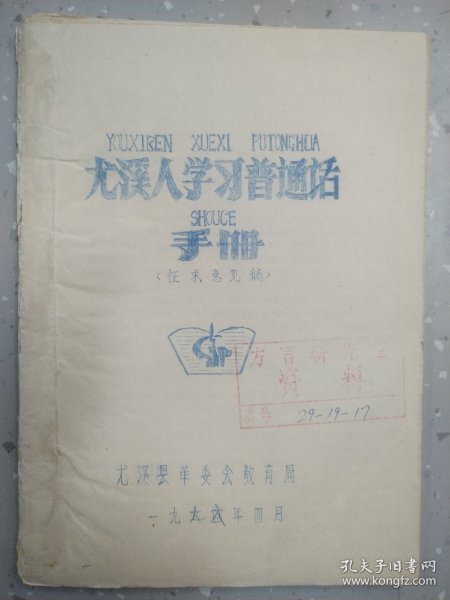 YOUXIREN XUEXI PUTONGHUA
尤溪人学习普通话
SHOUCE
手册
（征求意见稿）
方言研究室
资料
29-19-17
尤溪县革委会教育局
一九七 年四月
孔夫子旧书网
www.kongfz.com